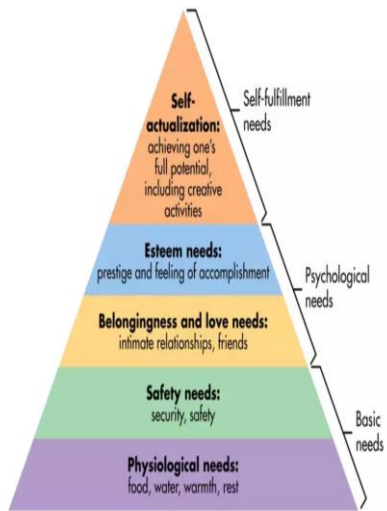 Self-
actualization:
achieving one's
full potential,
including creative
activities
Self-fulfillment
needs
Esteem needs:
prestige and feeling of accomplishment
Belongingness and love needs:
intimate relationships, friends
Psychological
needs
Safety needs:
security, safety
Physiological needs:
food, water, warmth, rest
Basic
needs